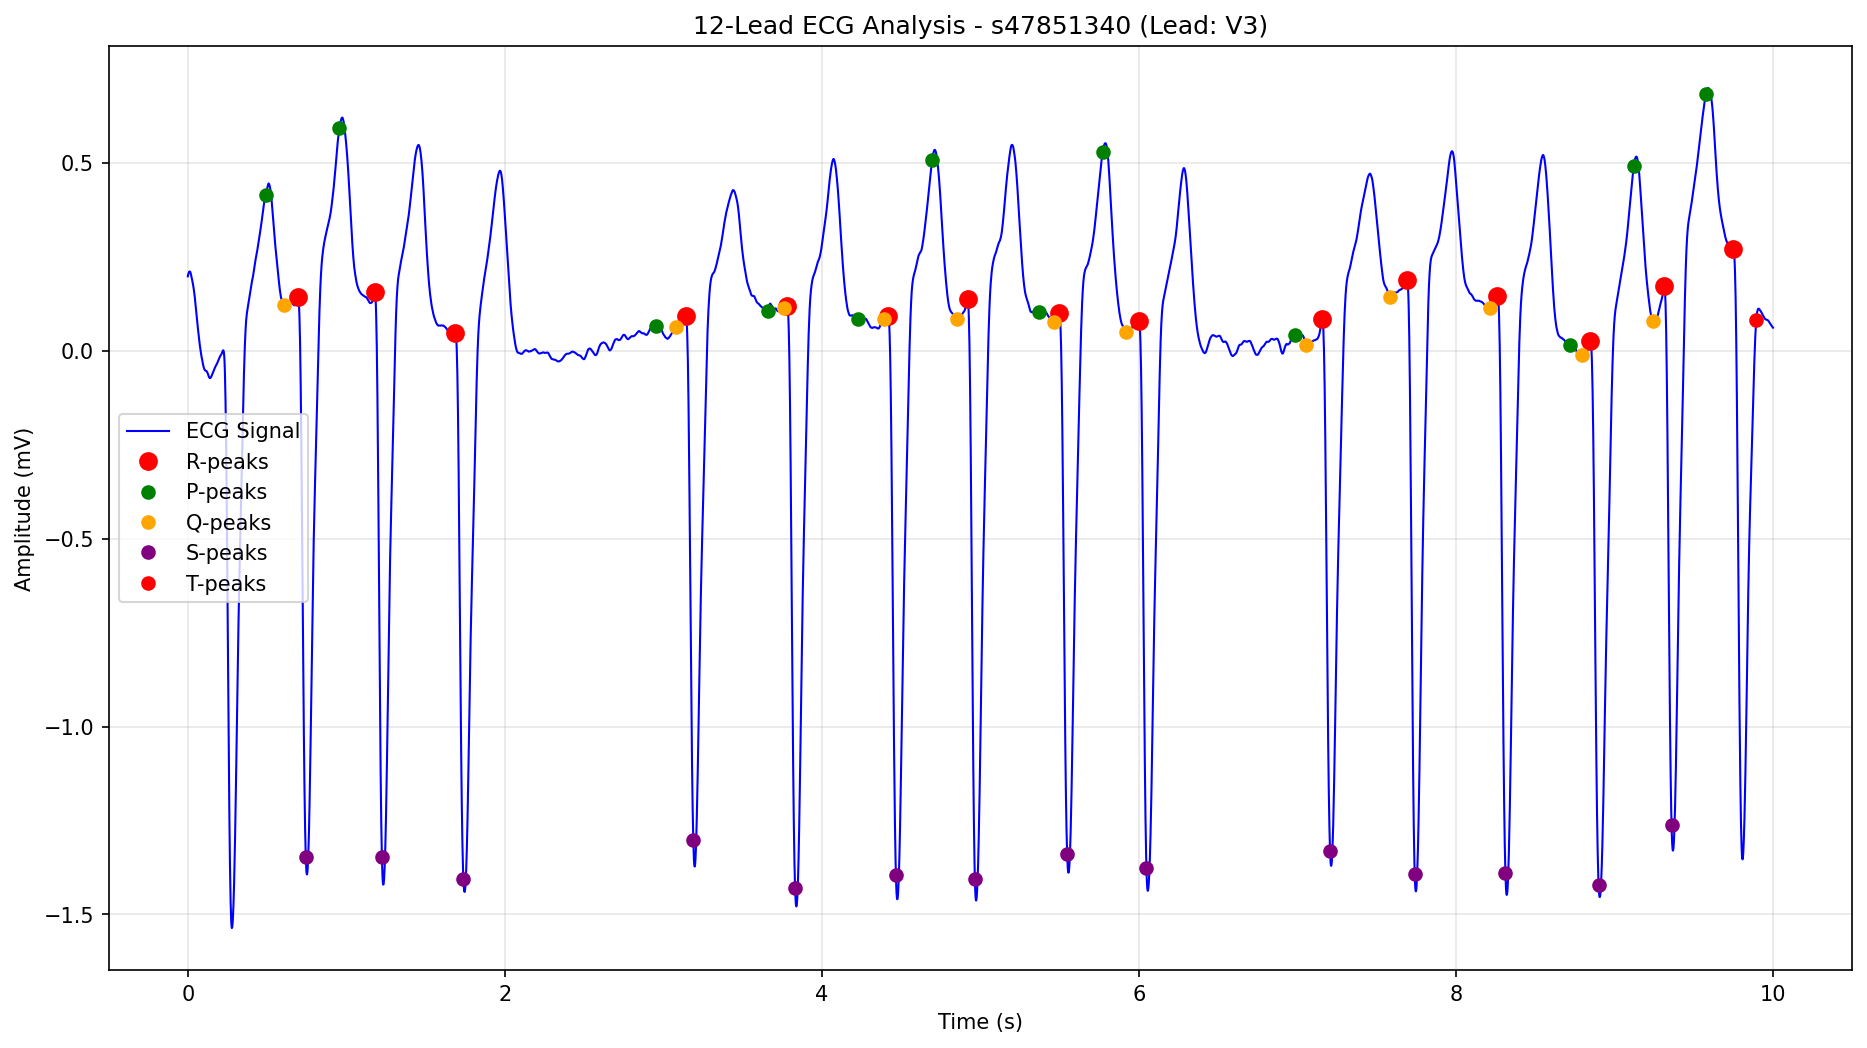 12-Lead ECG Analysis - s47851340 (Lead: V3)
Amplitude (mV)
0.5
0.0
−0.5
−1.0
−1.5
ECG Signal
R-peaks
P-peaks
Q-peaks
S-peaks
T-peaks
0 2 4 6 8 10
Time (s)